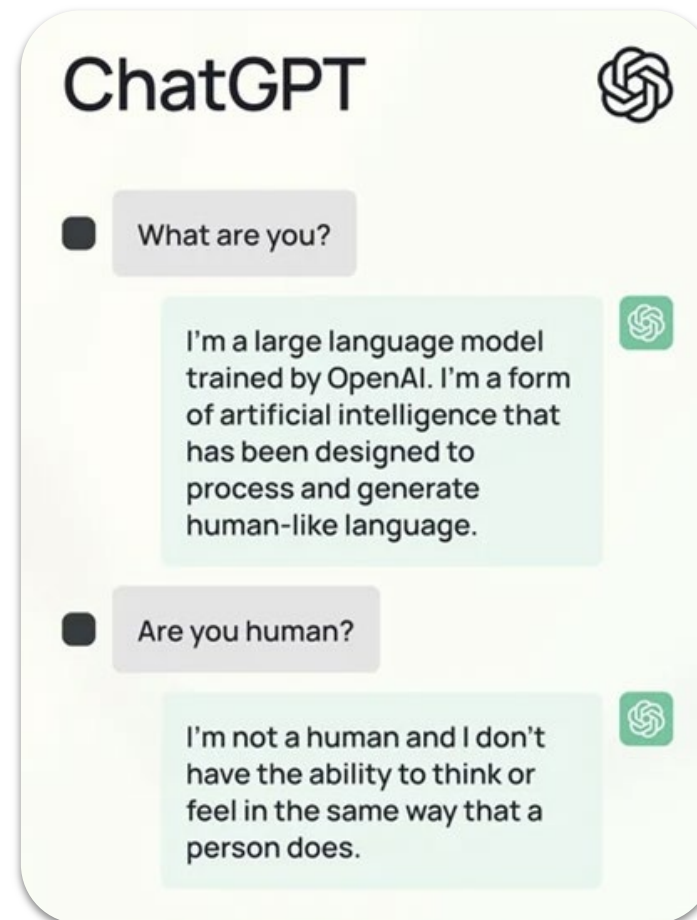 ChatGPT
What are you?
I'm a large language model
trained by OpenAI. I'm a form
of artificial intelligence that
has been designed to
process and generate
human-like language.
Are you human?
I'm not a human and I don't
have the ability to think or
feel in the same way that a
person does.